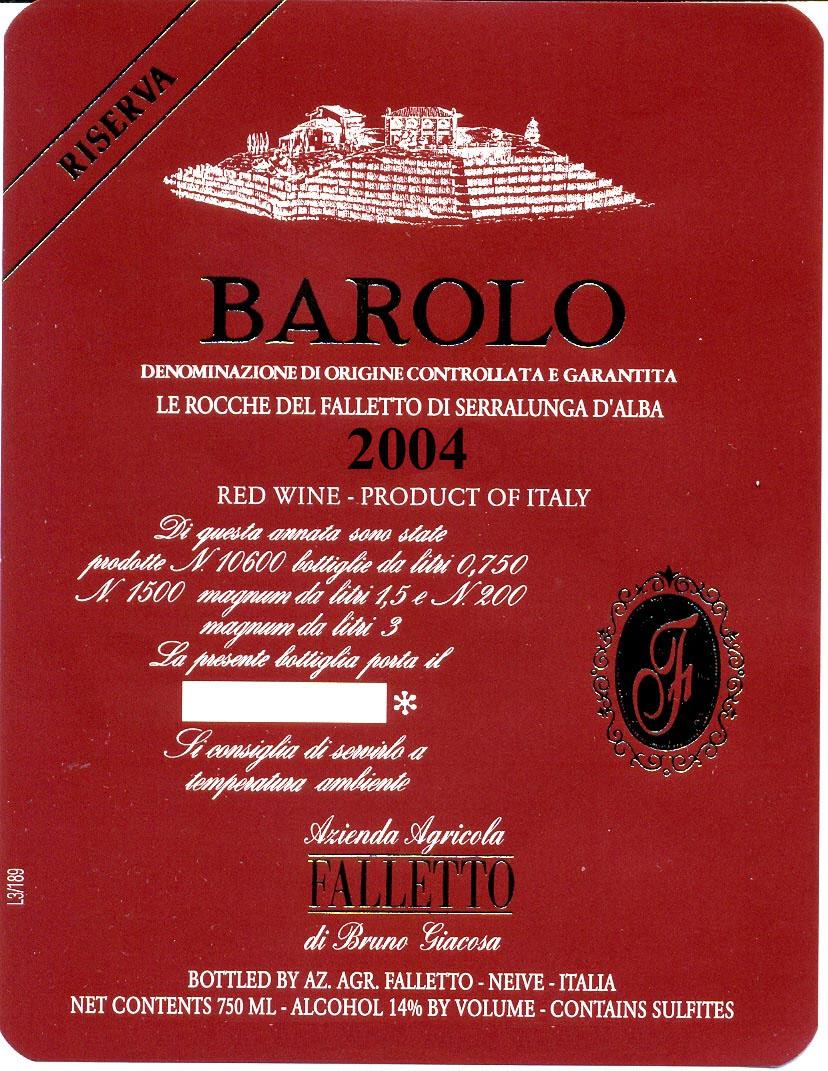 RISERVA
BAROLO
DENOMINAZIONE DI ORIGINE CONTROLLATA E GARANTITA
LE ROCCHE DEL FALLETTO DI SERRALUNGA D'ALBA
2004
RED WINE - PRODUCT OF ITALY
Di questa annata sono state
prodotte N 10600 bottiglie da litri 0,750
N. 1500 magnum da litri 1,5 e N. 200
magnum da litri 3
La presente bottiglia porta il
*
Si consiglia di servirlo a
temperatura ambiente
F
Azienda Agricola
FALLETTO
di Bruno Giacosa
L3/189
BOTTLED BY AZ. AGR. FALLETTO - NEIVE - ITALIA
NET CONTENTS 750 ML - ALCOHOL 14% BY VOLUME - CONTAINS SULFITES